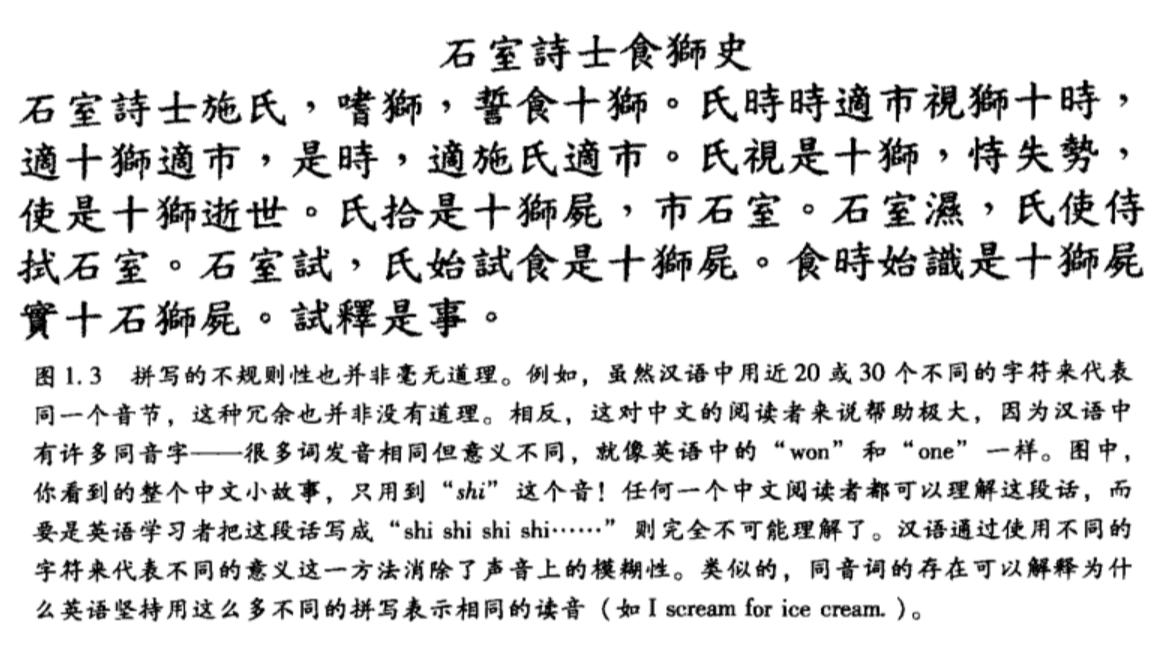 石室詩士食獅史
石室詩士施氏，嗜獅，誓食十獅。氏時時適市視獅十時，
適十獅適市，是時，適施氏適市。氏視是十獅，恃失勢，
使是十獅逝世。氏拾是十獅屍，市石室。石室濕，氏使侍
拭石室。石室試，氏始試食是十獅屍。食時始識是十獅屍
實十石獅屍。試釋是事。
图 1.3 拼写的不规则性也并非毫无道理。例如，虽然汉语中用近 20 或 30 个不同的字符来代表
同一个音节，这种冗余也并非没有道理。相反，这对中文的阅读者来说帮助极大，因为汉语中
有许多同音字——很多词发音相同但意义不同，就像英语中的“won”和“one”一样。图中，
你看到的整个中文小故事，只用到“shi”这个音！任何一个中文阅读者都可以理解这段话，而
要是英语学习者把这段话写成“shi shi shi shi……”则完全不可能理解了。汉语通过使用不同的
字符来代表不同的意义这一方法消除了声音上的模糊性。类似的，同音词的存在可以解释为什
么英语坚持用这么多不同的拼写表示相同的读音（如 I scream for ice cream.）。